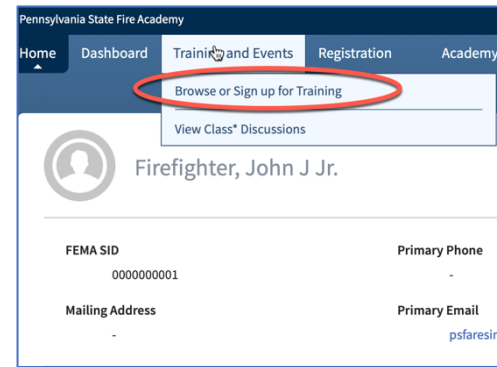 Pennsylvania State Fire Academy
Home Dashboard Training and Events Registration Academy
Browse or Sign up for Training
View Class* Discussions
Firefighter, John J Jr.
FEMA SID Primary Phone
0000000001 -
Mailing Address Primary Email
- psfaresi